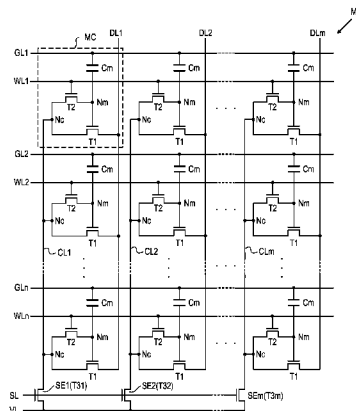 M
DL1 DL2 DLm
MC
GL1 Cm Cm Cm
WL1
T2 Nm T2 Nm T2 Nm
Nc Nc Nc
T1 T1 T1
GL2 Cm Cm Cm
WL2
T2 Nm T2 Nm T2 Nm
Nc Nc Nc
T1 T1 T1
CL1 CL2 CLm
GLn Cm Cm Cm
WLn
T2 Nm T2 Nm T2 Nm
Nc Nc Nc
T1 T1 T1
SL SE1(T31) SE2(T32) SEm(T3m)
VL